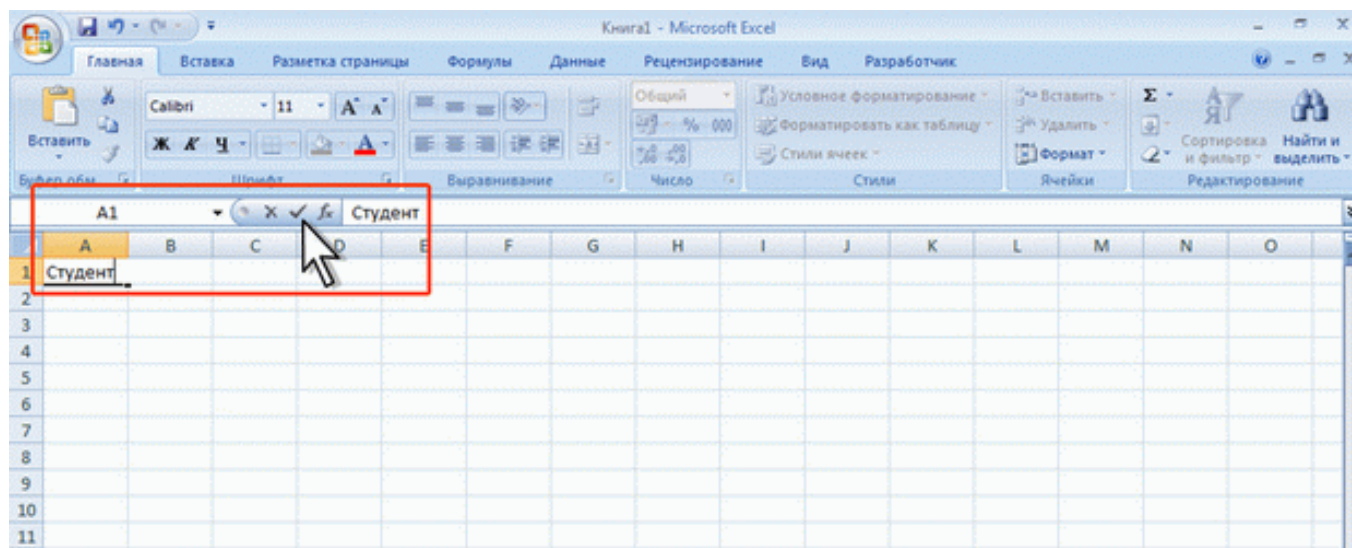 Книга1 - Microsoft Excel
Главная Вставка Разметка страницы Формулы Данные Рецензирование Вид Разработчик
Вставить
Calibri 11 A A
Ж К Ч A
Общий
% 000
Условное форматирование
Форматировать как таблицу
Стили ячеек
Вставить
Удалить
Формат
Σ
Сортировка и фильтр
Найти и выделить
Буфер обм... Шрифт Выравнивание Число Стили Ячейки Редактирование
A1 fx Студент
A B C D E F G H I J K L M N O
1 Студент
2
3
4
5
6
7
8
9
10
11